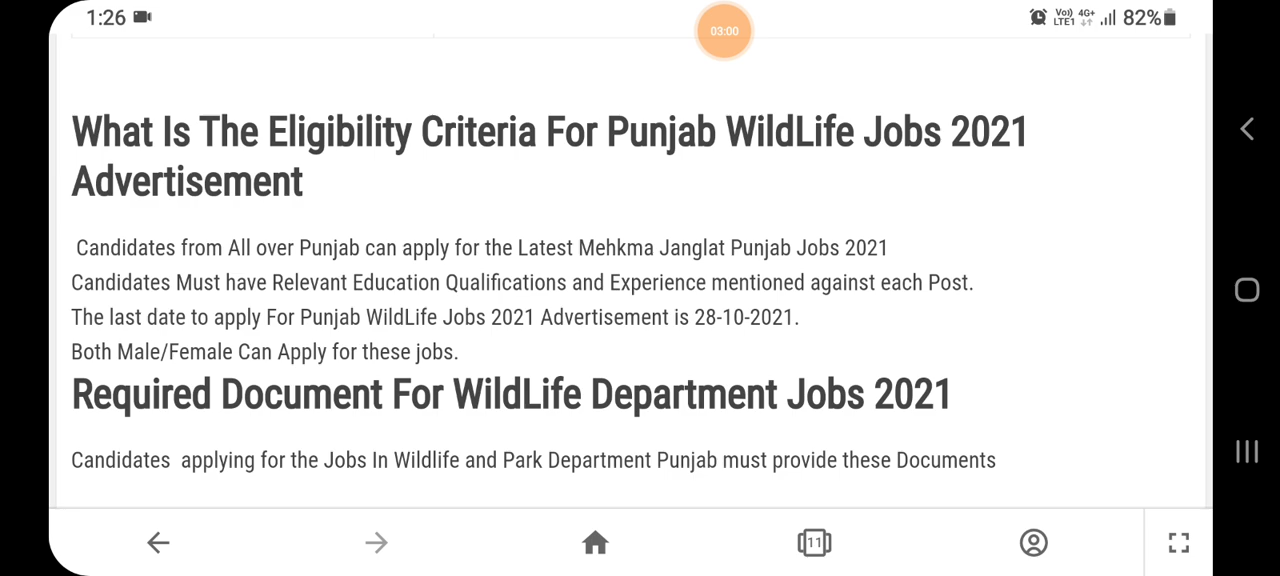 1:26
03:00
Vo)) LTE1 4G+ 82%
What Is The Eligibility Criteria For Punjab WildLife Jobs 2021
Advertisement
Candidates from All over Punjab can apply for the Latest Mehkma Janglat Punjab Jobs 2021
Candidates Must have Relevant Education Qualifications and Experience mentioned against each Post.
The last date to apply For Punjab WildLife Jobs 2021 Advertisement is 28-10-2021.
Both Male/Female Can Apply for these jobs.
Required Document For WildLife Department Jobs 2021
Candidates applying for the Jobs In Wildlife and Park Department Punjab must provide these Documents
11